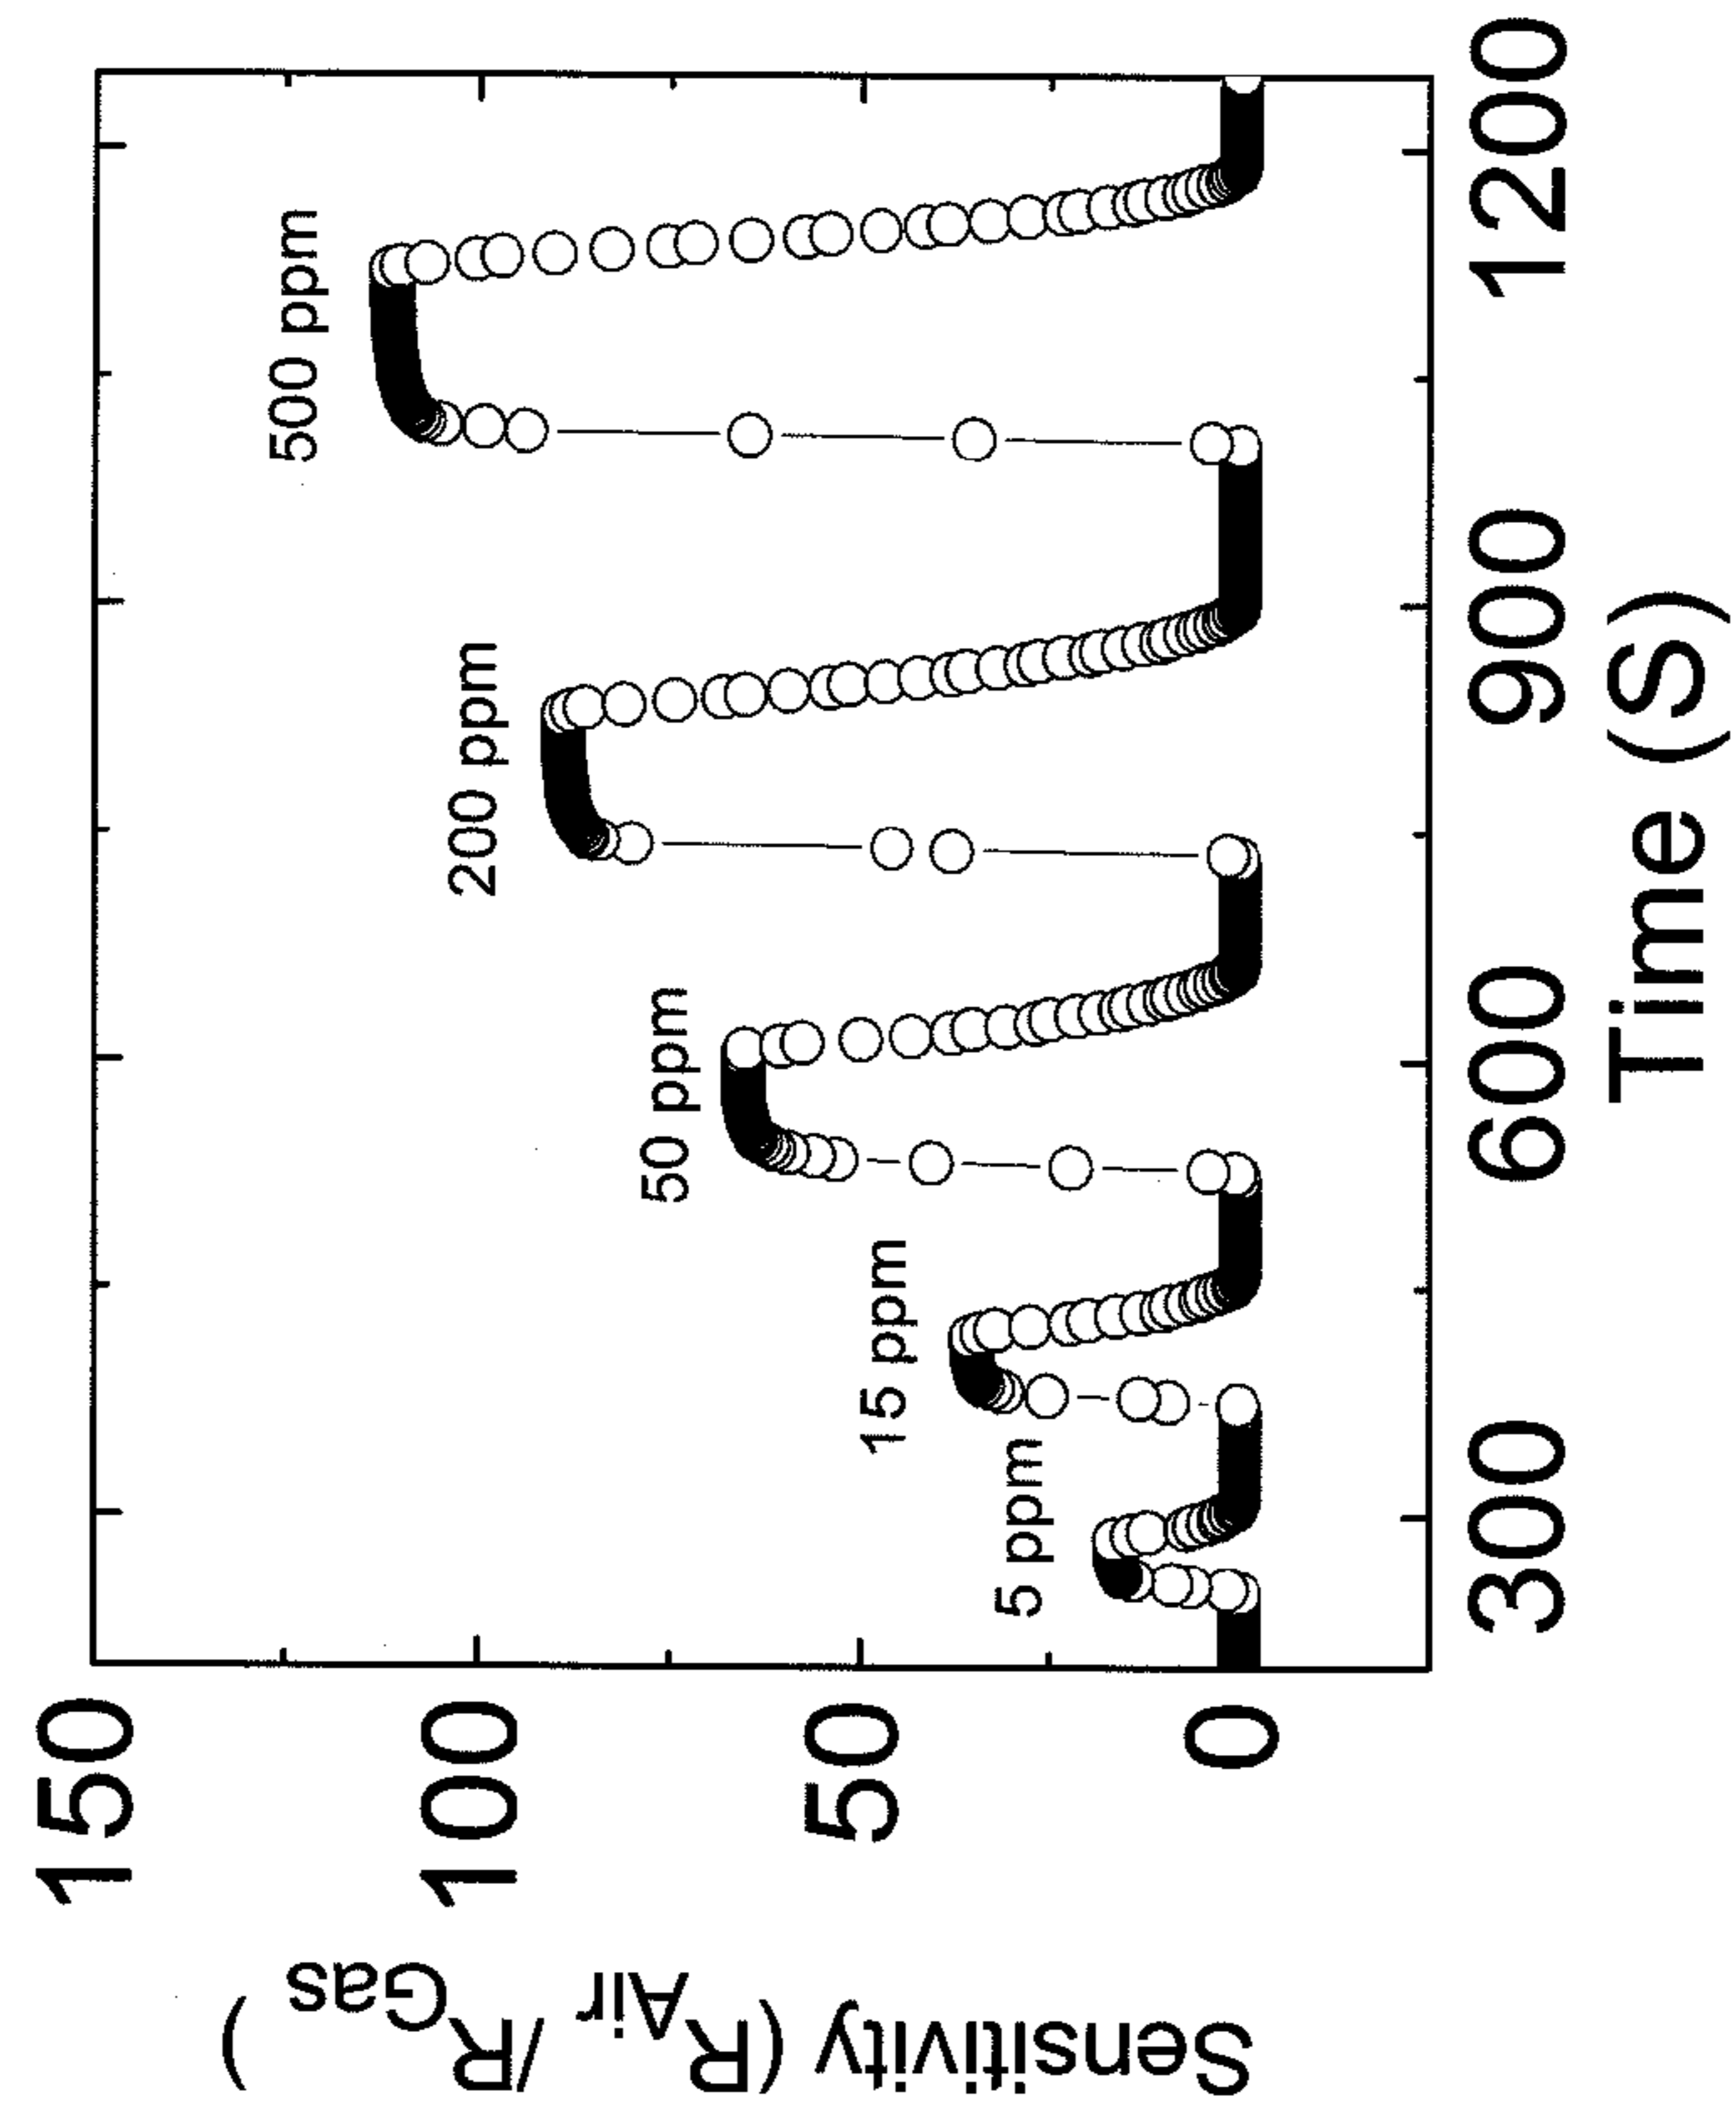 Sensitivity (R_Air /R_Gas )
150
100
50
0
5 ppm
15 ppm
50 ppm
200 ppm
500 ppm
300
600
900
1200
Time (S)